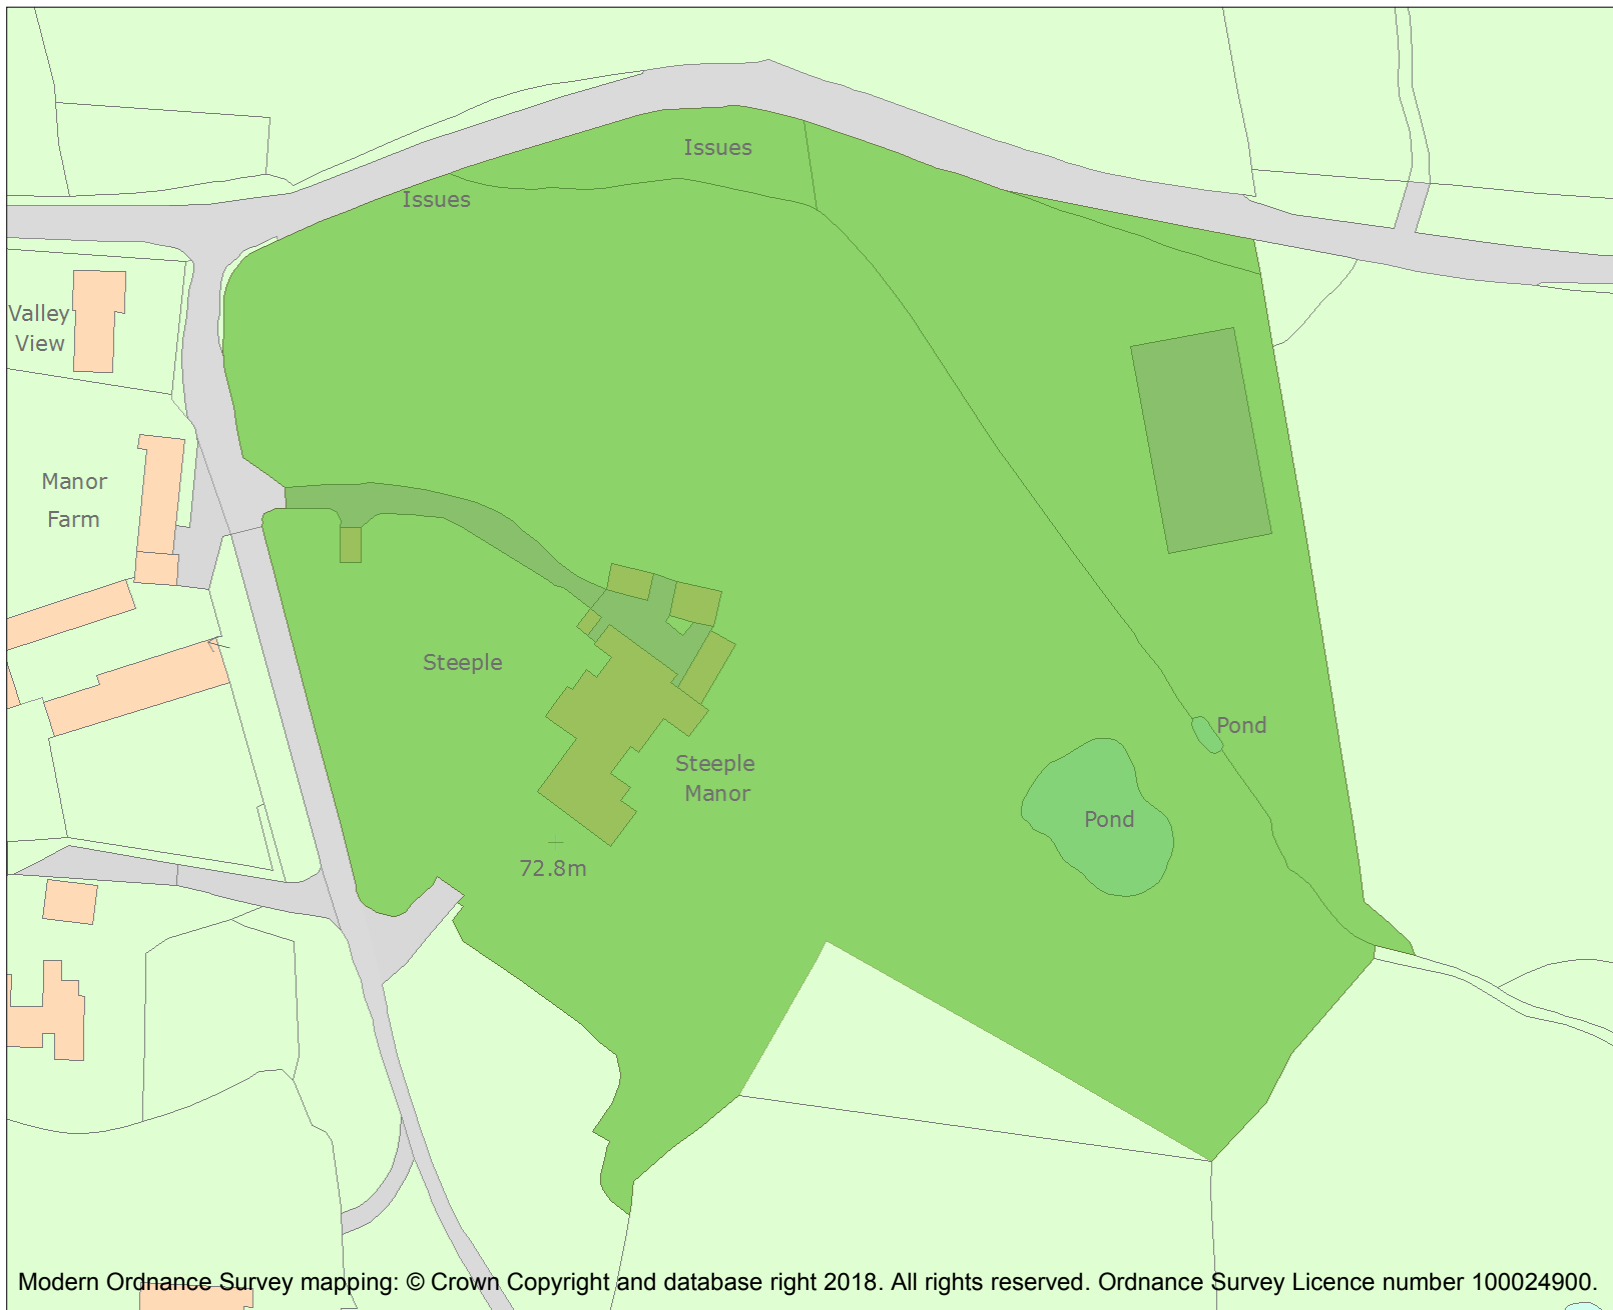 Issues
Issues
Valley
View
Manor
Farm
Steeple
Pond
Steeple
Manor
Pond
72.8m
Modern Ordnance Survey mapping: © Crown Copyright and database right 2018. All rights reserved. Ordnance Survey Licence number 100024900.